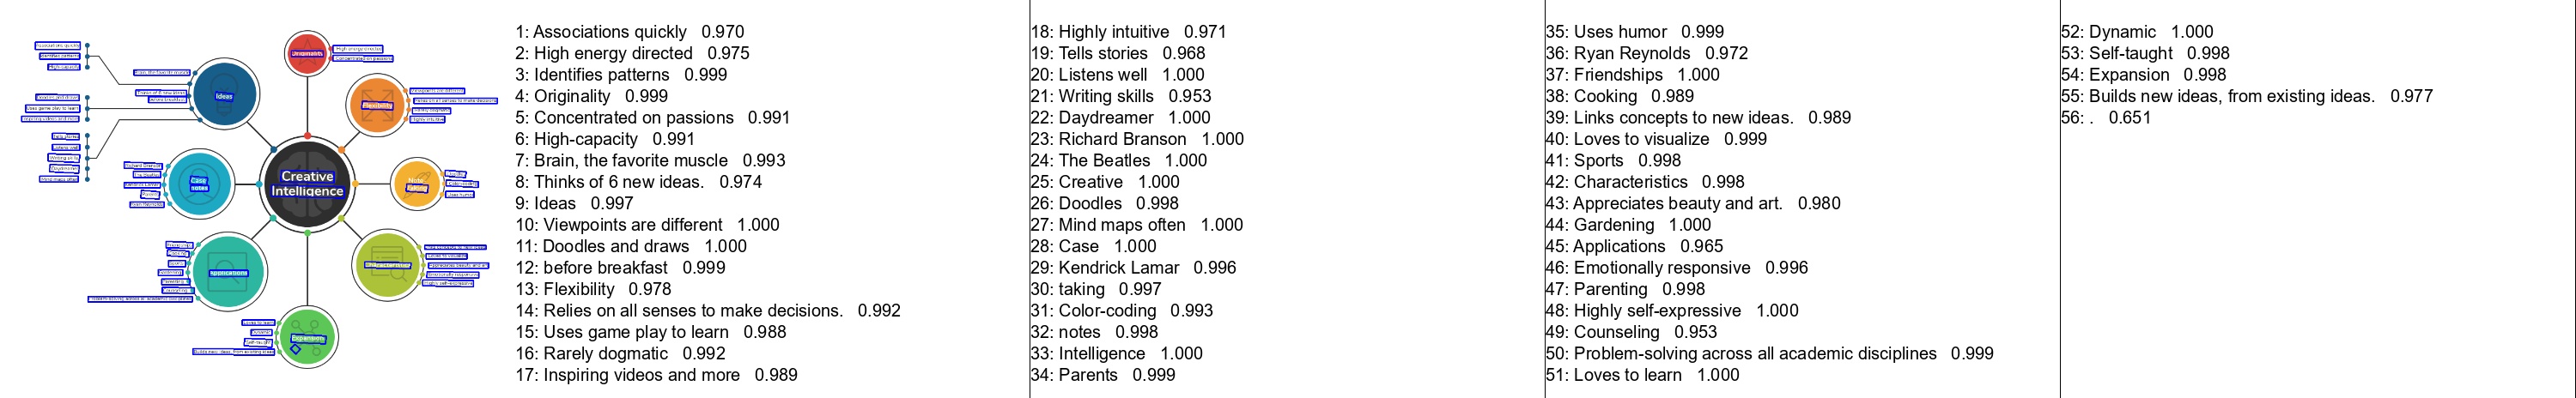 Originality
Ideas
Flexibility
Case
notes
Creative
Intelligence
Note
taking
Applications
Expansion
1: Associations quickly 0.970
2: High energy directed 0.975
3: Identifies patterns 0.999
4: Originality 0.999
5: Concentrated on passions 0.991
6: High-capacity 0.991
7: Brain, the favorite muscle 0.993
8: Thinks of 6 new ideas. 0.974
9: Ideas 0.997
10: Viewpoints are different 1.000
11: Doodles and draws 1.000
12: before breakfast 0.999
13: Flexibility 0.978
14: Relies on all senses to make decisions. 0.992
15: Uses game play to learn 0.988
16: Rarely dogmatic 0.992
17: Inspiring videos and more 0.989
18: Highly intuitive 0.971
19: Tells stories 0.968
20: Listens well 1.000
21: Writing skills 0.953
22: Daydreamer 1.000
23: Richard Branson 1.000
24: The Beatles 1.000
25: Creative 1.000
26: Doodles 0.998
27: Mind maps often 1.000
28: Case 1.000
29: Kendrick Lamar 0.996
30: taking 0.997
31: Color-coding 0.993
32: notes 0.998
33: Intelligence 1.000
34: Parents 0.999
35: Uses humor 0.999
36: Ryan Reynolds 0.972
37: Friendships 1.000
38: Cooking 0.989
39: Links concepts to new ideas. 0.989
40: Loves to visualize 0.999
41: Sports 0.998
42: Characteristics 0.998
43: Appreciates beauty and art. 0.980
44: Gardening 1.000
45: Applications 0.965
46: Emotionally responsive 0.996
47: Parenting 0.998
48: Highly self-expressive 1.000
49: Counseling 0.953
50: Problem-solving across all academic disciplines 0.999
51: Loves to learn 1.000
52: Dynamic 1.000
53: Self-taught 0.998
54: Expansion 0.998
55: Builds new ideas, from existing ideas. 0.977
56: . 0.651